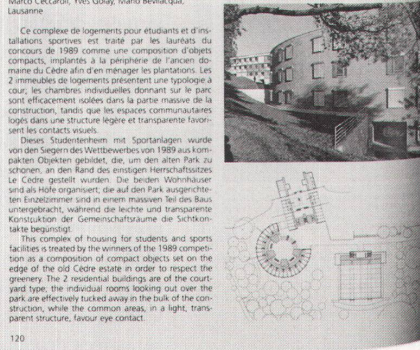 Marco Ceccaroli, Yves Golay, Mario Bevilacqua,
Lausanne
Ce complexe de logements pour étudiants et d'ins-
tallations sportives est traité par les lauréats du
concours de 1989 comme une composition d'objets
compacts, implantés à la périphérie de l'ancien do-
maine du Cèdre afin d'en ménager les plantations. Les
2 immeubles de logements présentent une typologie à
cour; les chambres individuelles donnant sur le parc
sont efficacement isolées dans la partie massive de la
construction, tandis que les espaces communautaires
logés dans une structure légère et transparente favori-
sent les contacts visuels.
Dieses Studentenheim mit Sportanlagen wurde
von den Siegern des Wettbewerbes von 1989 aus kom-
pakten Objekten gebildet, die, um den alten Park zu
schonen, an den Rand des einstigen Herrschaftssitzes
Le Cèdre gestellt wurden. Die beiden Wohnhäuser
sind als Höfe organisiert; die auf den Park ausgerichte-
ten Einzelzimmer sind in einem massiven Teil des Baus
untergebracht, während die leichte und transparente
Konstruktion der Gemeinschaftsräume die Sichtkon-
takte begünstigt.
This complex of housing for students and sports
facilities is treated by the winners of the 1989 competi-
tion as a composition of compact objects set on the
edge of the old Cèdre estate in order to respect the
greenery. The 2 residential buildings are of the court-
yard type; the individual rooms looking out over the
park are effectively tucked away in the bulk of the con-
struction, while the common areas, in a light, trans-
parent structure, favour eye contact.
120